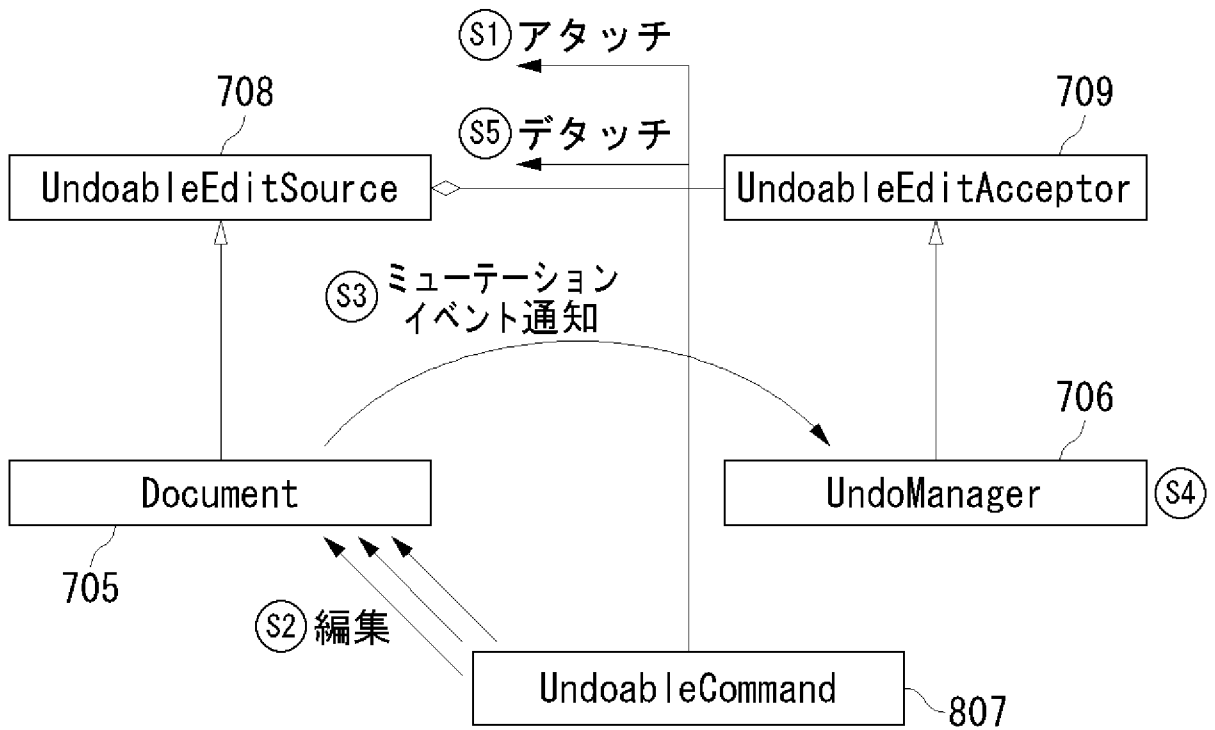 S1 アタッチ
708
709
S5 デタッチ
UndoableEditSource
UndoableEditAcceptor
S3 ミューテーション
イベント通知
706
Document
UndoManager
S4
705
S2 編集
UndoableCommand
807